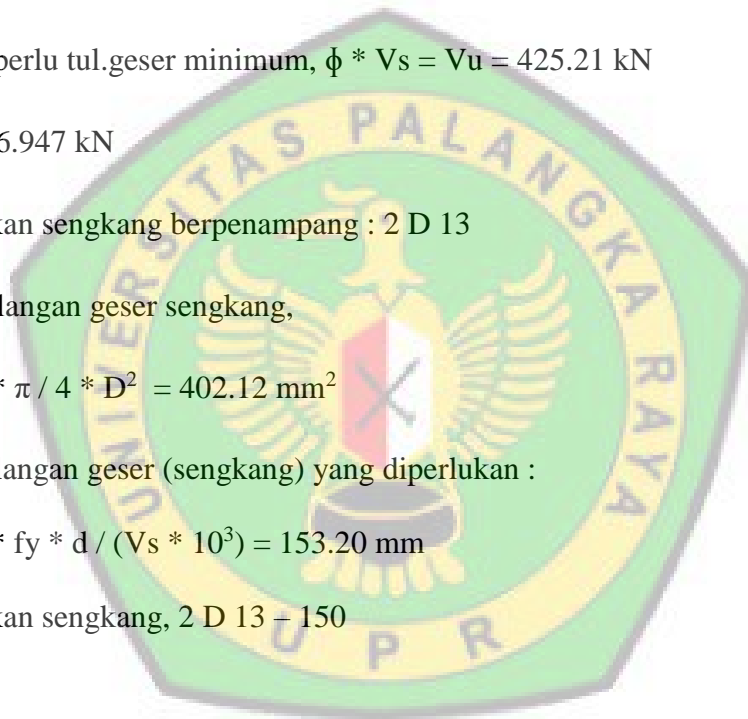 perlu tul.geser minimum, ϕ * Vs = Vu = 425.21 kN
6.947 kN
kan sengkang berpenampang : 2 D 13
langan geser sengkang,
* π / 4 * D² = 402.12 mm²
langan geser (sengkang) yang diperlukan :
* fy * d / (Vs * 10³) = 153.20 mm
kan sengkang, 2 D 13 – 150
UNIVERSITAS PALANGKA RAYA
U P R